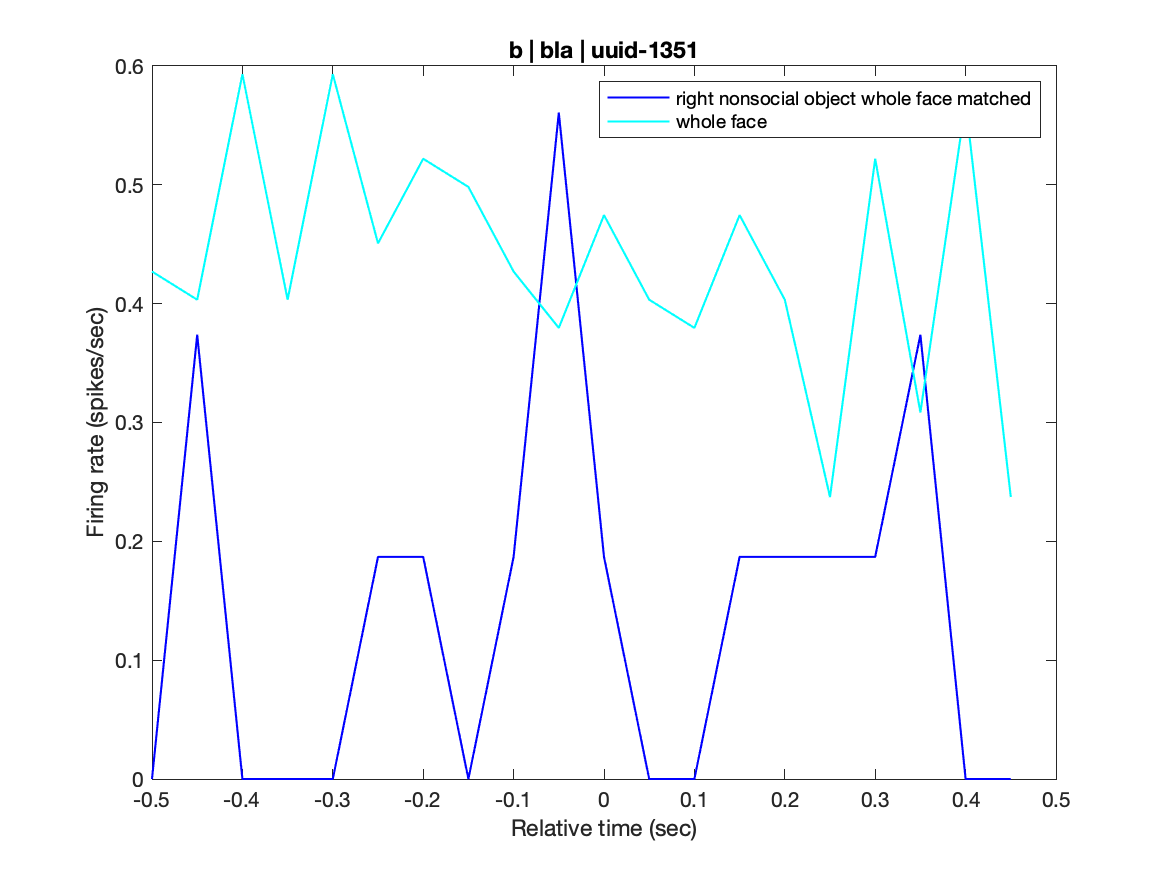 b | bla | uuid-1351
right nonsocial object whole face matched
whole face
Firing rate (spikes/sec)
0.6
0.5
0.4
0.3
0.2
0.1
0
-0.5 -0.4 -0.3 -0.2 -0.1 0 0.1 0.2 0.3 0.4 0.5
Relative time (sec)